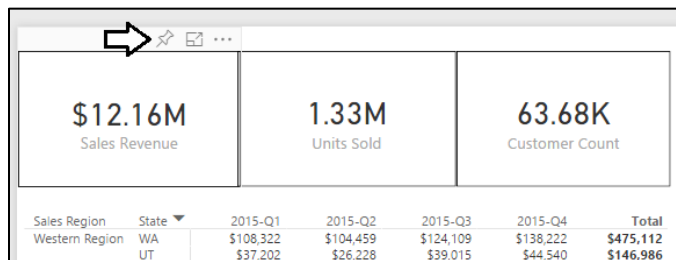 $12.16M 1.33M 63.68K
Sales Revenue Units Sold Customer Count
Sales Region State 2015-Q1 2015-Q2 2015-Q3 2015-Q4 Total
Western Region WA $108,322 $104,459 $124,109 $138,222 $475,112
UT $37,202 $26,228 $39,015 $44,540 $146,986